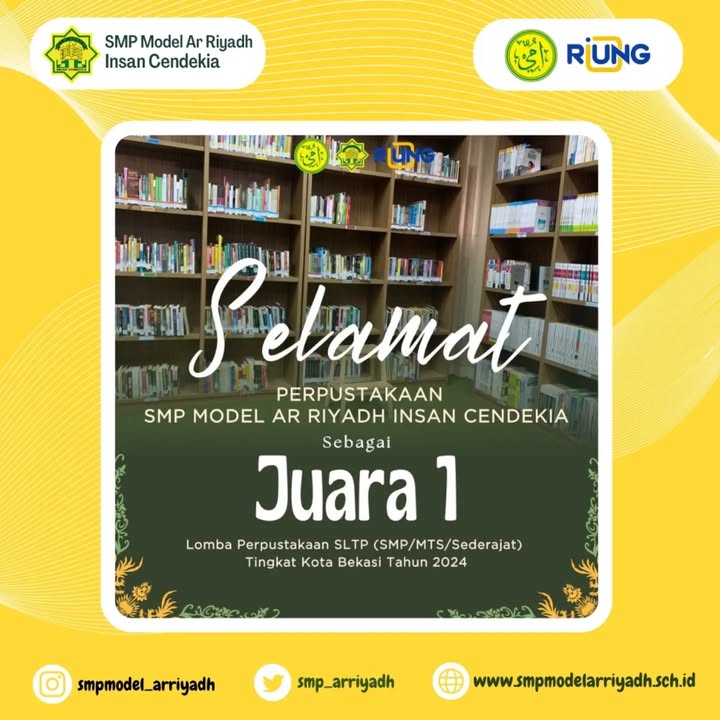 SMP Model Ar Riyadh
Insan Cendekia
RiUNG
RiUNG
Selamat
PERPUSTAKAAN
SMP MODEL AR RIYADH INSAN CENDEKIA
Sebagai
Juara 1
Lomba Perpustakaan SLTP (SMP/MTS/Sederajat)
Tingkat Kota Bekasi Tahun 2024
smpmodel_arriyadh
smp_arriyadh
www.smpmodelarriyadh.sch.id